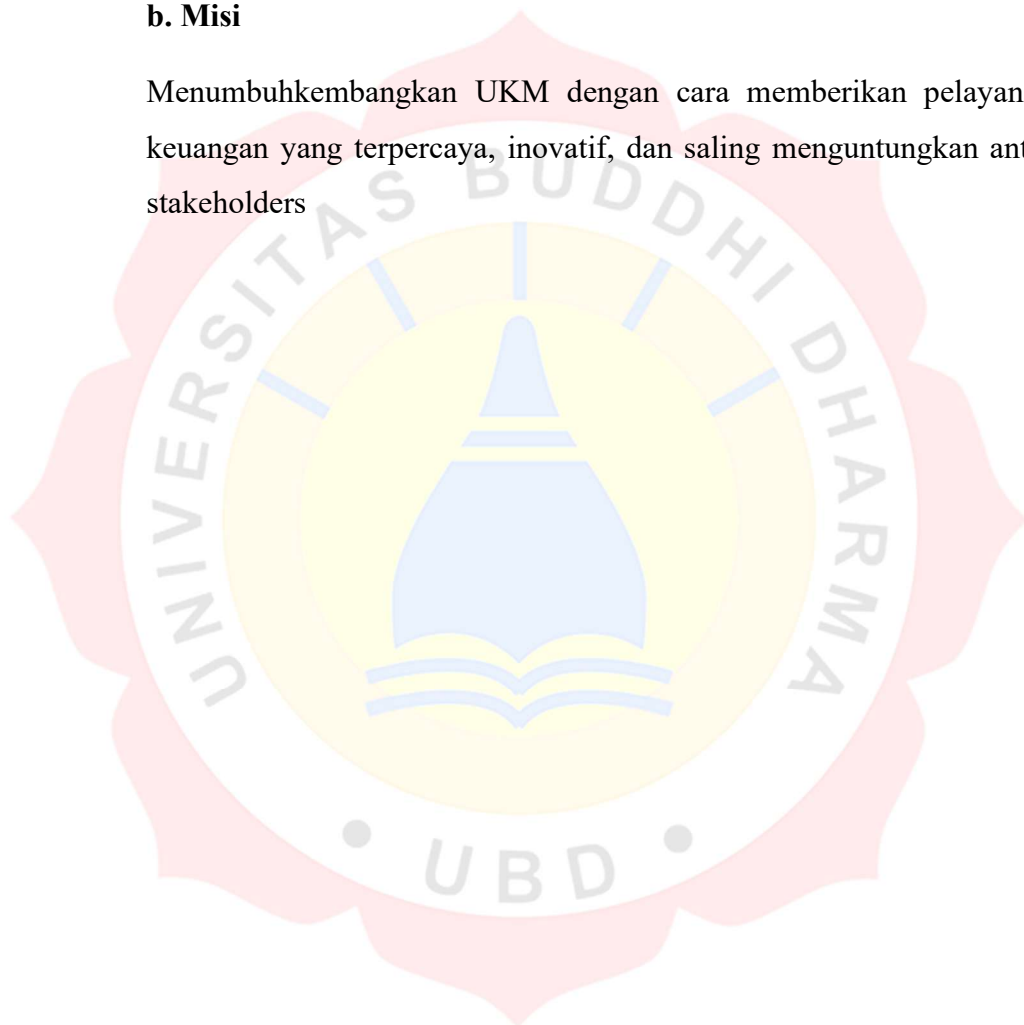 b. Misi
Menumbuhkembangkan UKM dengan cara memberikan pelayan
keuangan yang terpercaya, inovatif, dan saling menguntungkan ant
stakeholders
UNIVERSITAS BUDDHI DHARMA
UBD